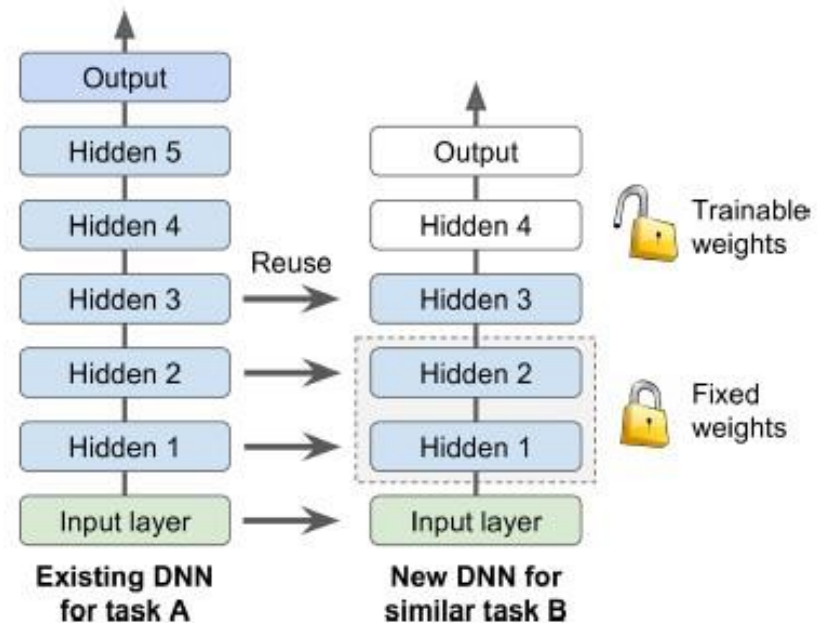 Output
Hidden 5
Hidden 4
Hidden 3
Hidden 2
Hidden 1
Input layer
Existing DNN
for task A
Reuse
Output
Hidden 4
Hidden 3
Hidden 2
Hidden 1
Input layer
New DNN for
similar task B
Trainable
weights
Fixed
weights